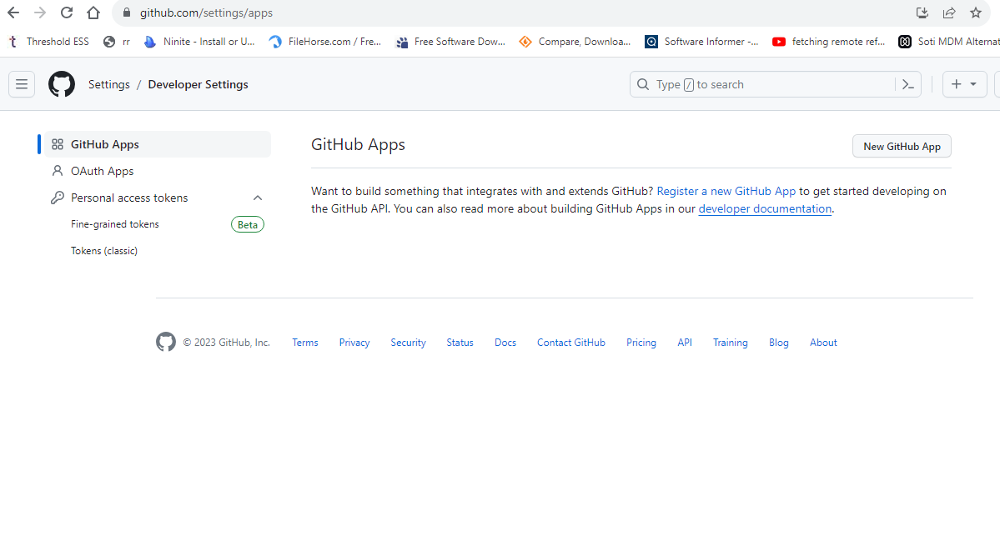 github.com/settings/apps
Threshold ESS rr Ninite - Install or U... FileHorse.com / Fre... Free Software Dow... Compare, Downloa... Software Informer -... fetching remote ref... Soti MDM Alternat
Settings / Developer Settings Type / to search
GitHub Apps
OAuth Apps
Personal access tokens
Fine-grained tokens Beta
Tokens (classic)
GitHub Apps New GitHub App
Want to build something that integrates with and extends GitHub? Register a new GitHub App to get started developing on
the GitHub API. You can also read more about building GitHub Apps in our developer documentation.
© 2023 GitHub, Inc. Terms Privacy Security Status Docs Contact GitHub Pricing API Training Blog About